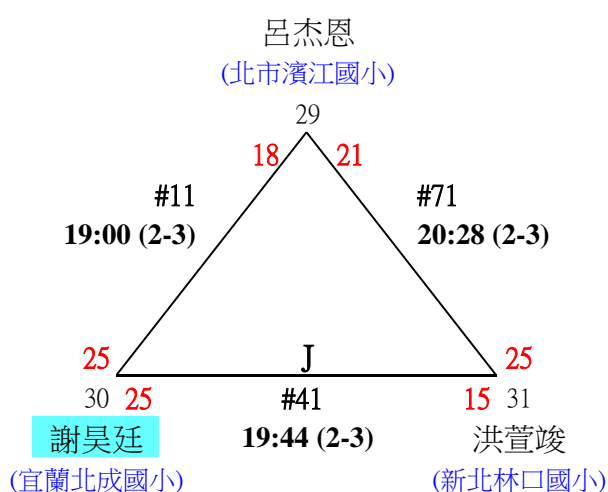 呂杰恩
(北市濱江國小)
29
18 21
#11 #71
19:00 (2-3) 20:28 (2-3)
J
25 25
30 25 #41 15 31
謝昊廷 19:44 (2-3) 洪萱竣
(宜蘭北成國小) (新北林口國小)